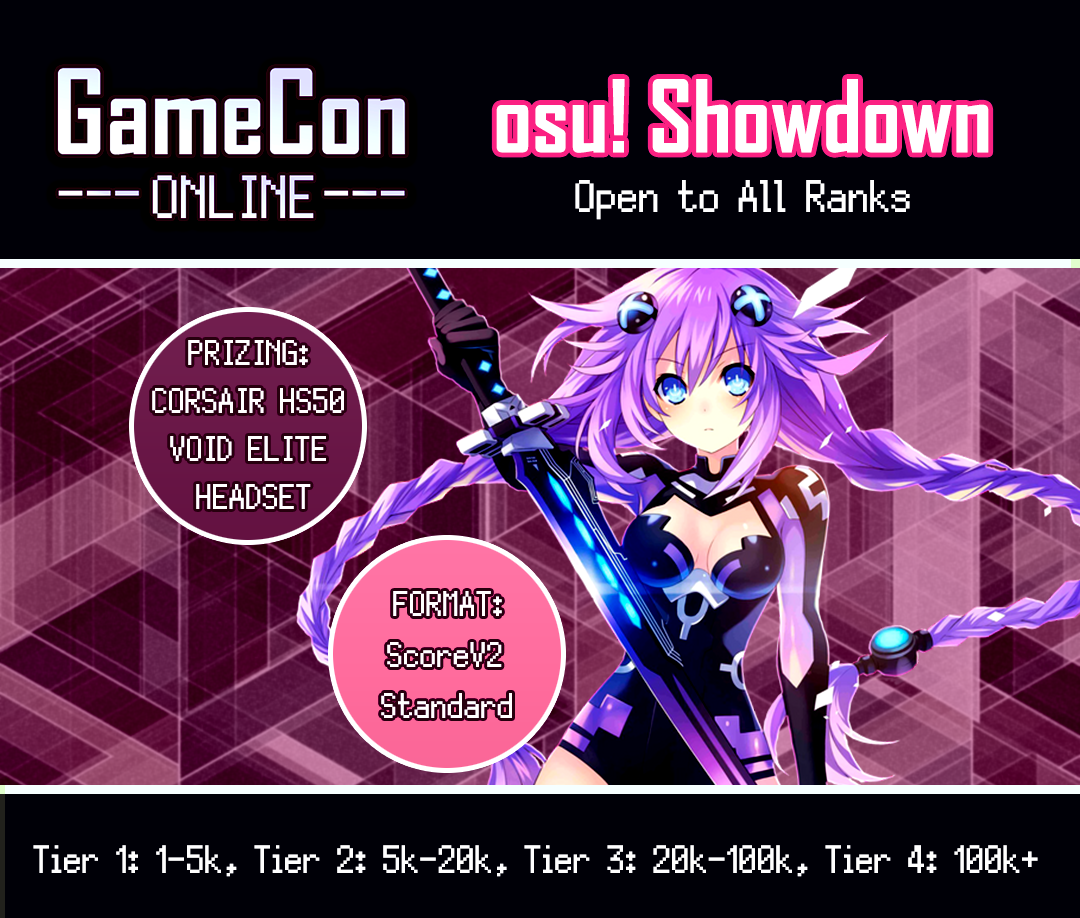 GameCon
--- ONLINE ---
osu! Showdown
Open to All Ranks
PRIZING:
CORSAIR HS50
VOID ELITE
HEADSET
FORMAT:
ScoreV2
Standard
Tier 1: 1-5k, Tier 2: 5k-20k, Tier 3: 20k-100k, Tier 4: 100k+